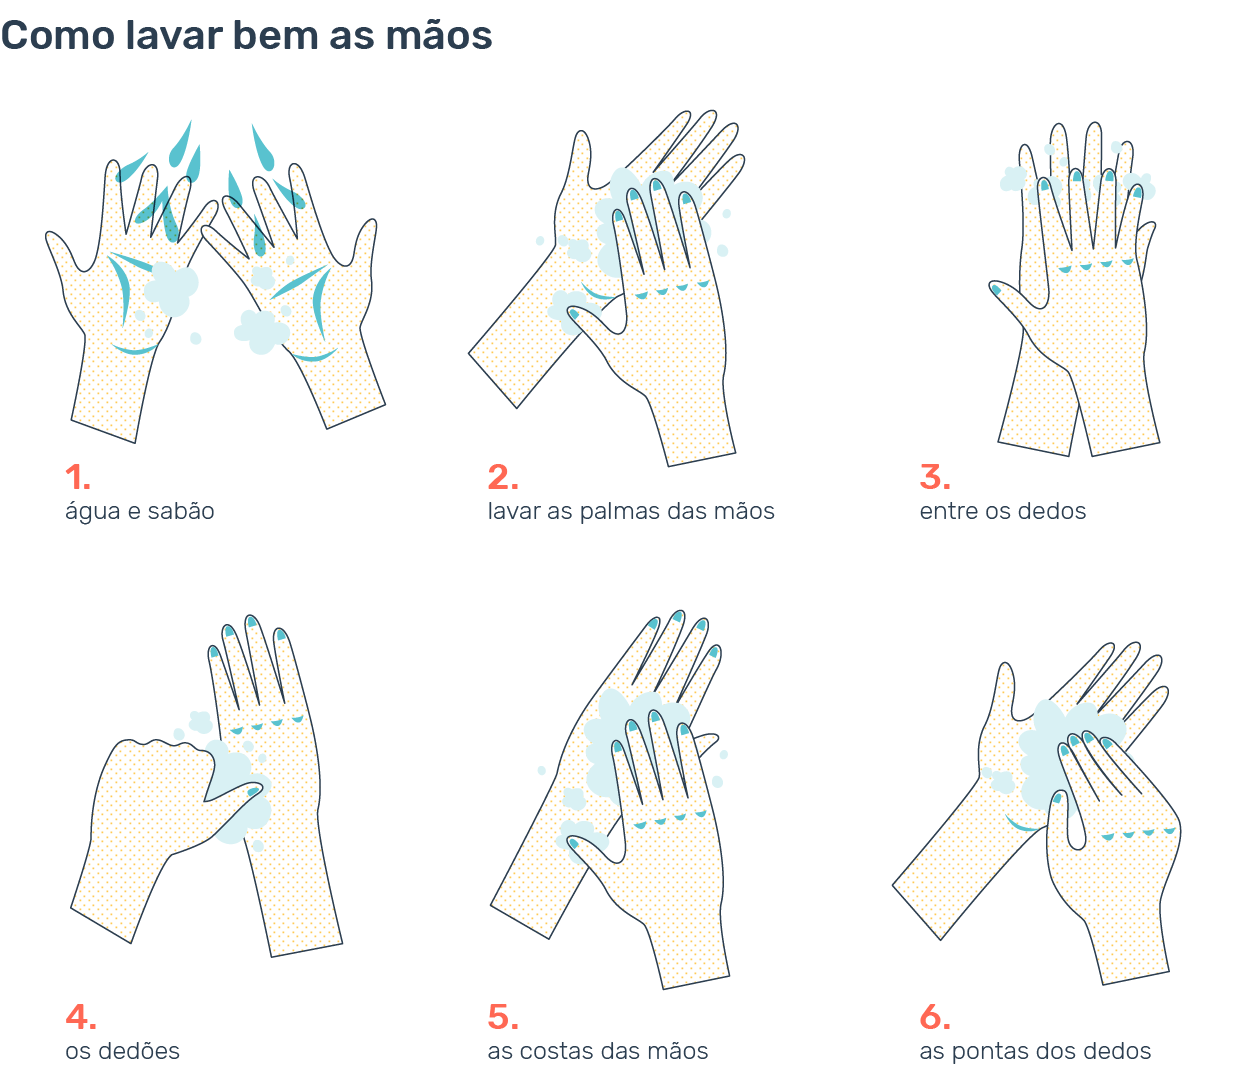 Como lavar bem as mãos
1.
água e sabão
2.
lavar as palmas das mãos
3.
entre os dedos
4.
os dedões
5.
as costas das mãos
6.
as pontas dos dedos